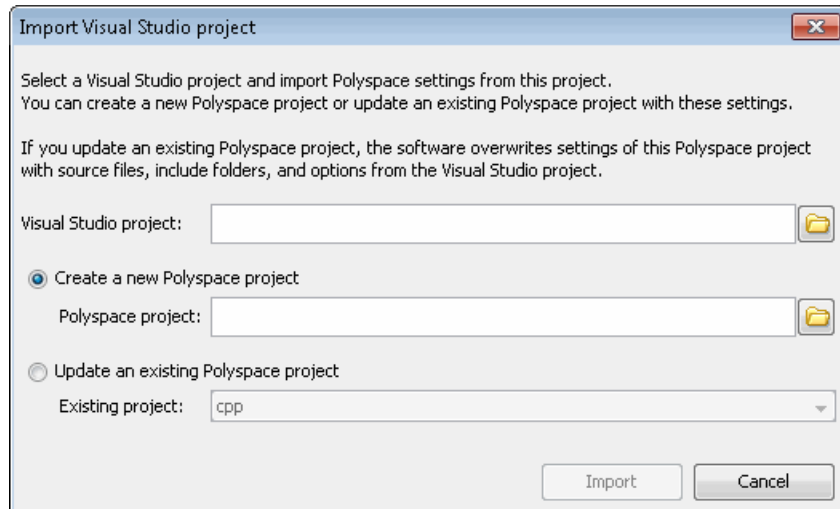 Import Visual Studio project
Select a Visual Studio project and import Polyspace settings from this project.
You can create a new Polyspace project or update an existing Polyspace project with these settings.
If you update an existing Polyspace project, the software overwrites settings of this Polyspace project
with source files, include folders, and options from the Visual Studio project.
Visual Studio project:
Create a new Polyspace project
Polyspace project:
Update an existing Polyspace project
Existing project: cpp
Import Cancel